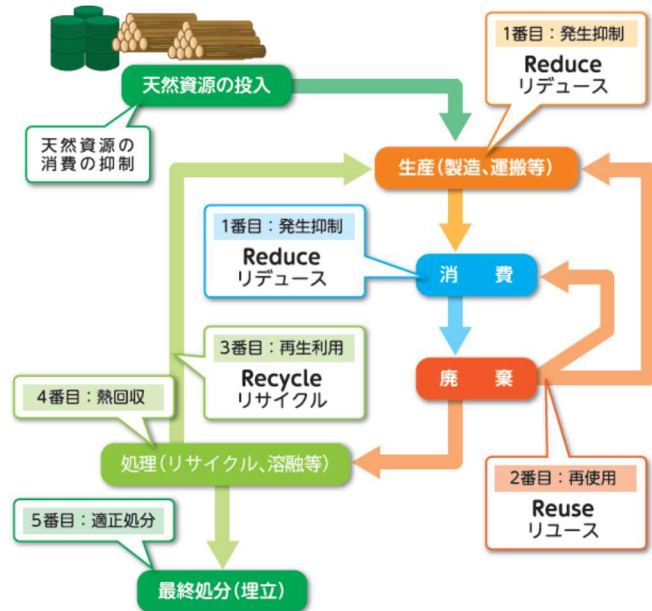 1番目：発生抑制
Reduce
リデュース
天然資源の投入
天然資源の
消費の抑制
生産（製造、運搬等）
1番目：発生抑制
Reduce
リデュース
消　費
3番目：再生利用
Recycle
リサイクル
廃　棄
4番目：熱回収
処理（リサイクル、溶融等）
2番目：再使用
Reuse
リユース
5番目：適正処分
最終処分（埋立）